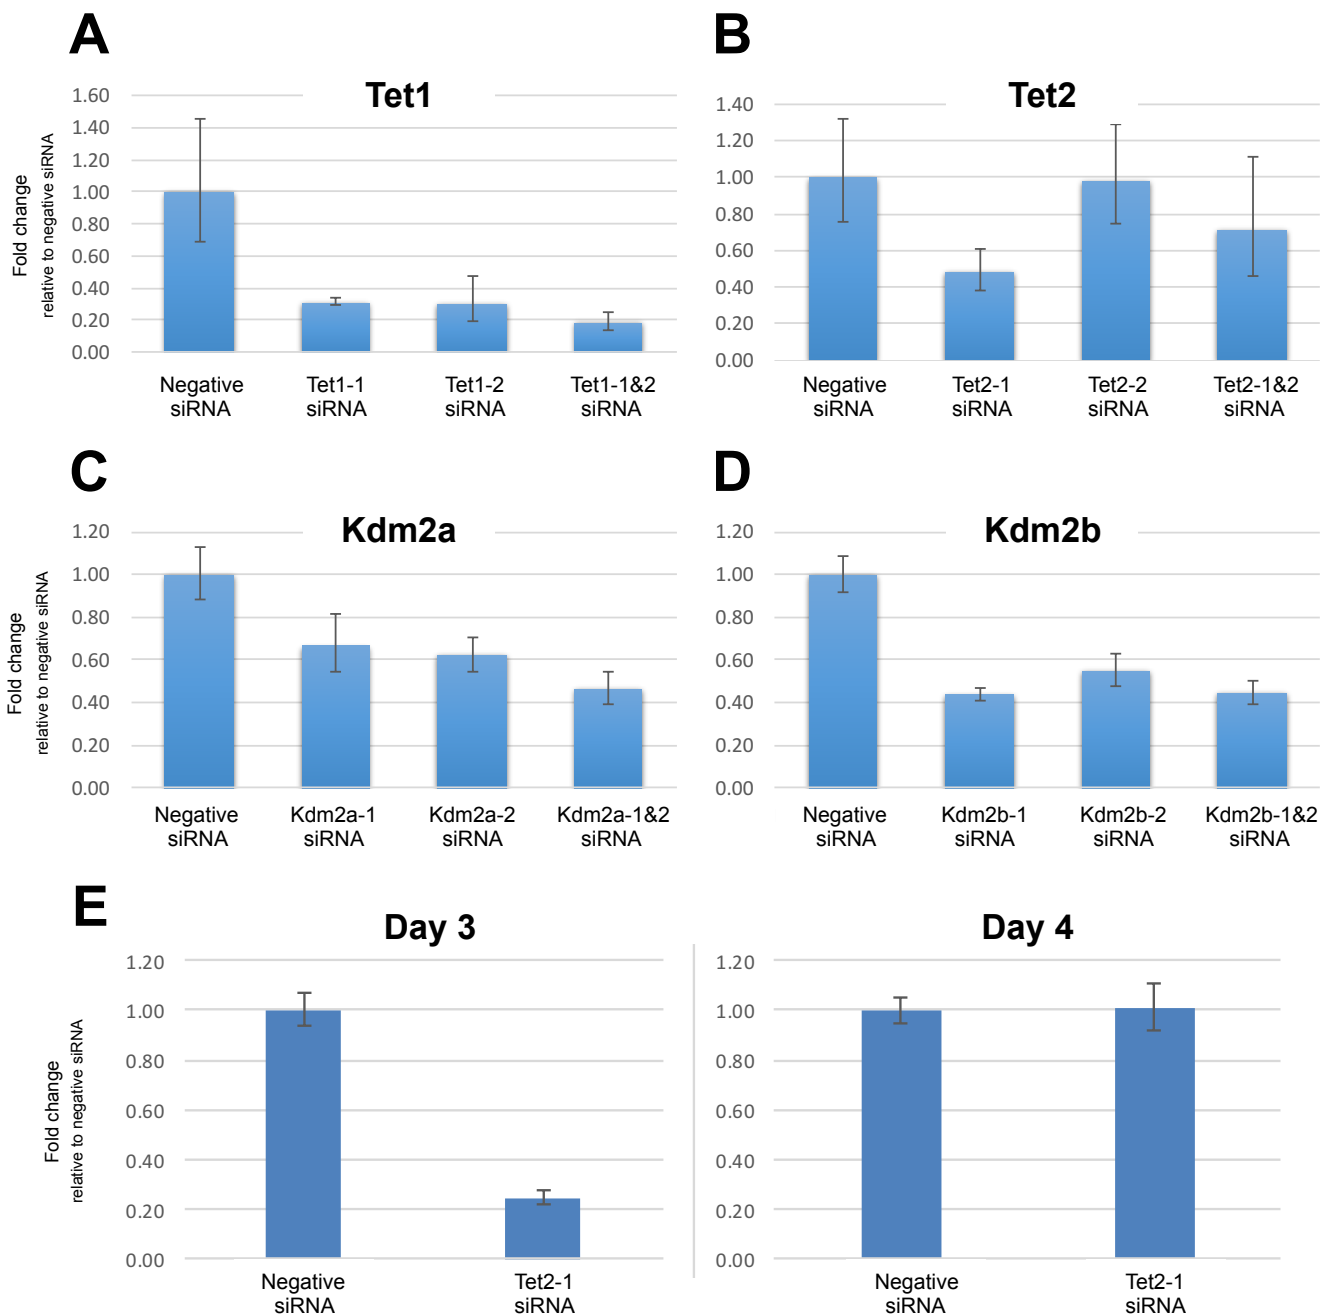 A
Tet1
Fold change
relative to negative siRNA
1.60
1.40
1.20
1.00
0.80
0.60
0.40
0.20
0.00
Negative siRNA
Tet1-1 siRNA
Tet1-2 siRNA
Tet1-1&2 siRNA
B
Tet2
1.40
1.20
1.00
0.80
0.60
0.40
0.20
0.00
Negative siRNA
Tet2-1 siRNA
Tet2-2 siRNA
Tet2-1&2 siRNA
C
Kdm2a
Fold change
relative to negative siRNA
1.20
1.00
0.80
0.60
0.40
0.20
0.00
Negative siRNA
Kdm2a-1 siRNA
Kdm2a-2 siRNA
Kdm2a-1&2 siRNA
D
Kdm2b
1.20
1.00
0.80
0.60
0.40
0.20
0.00
Negative siRNA
Kdm2b-1 siRNA
Kdm2b-2 siRNA
Kdm2b-1&2 siRNA
E
Day 3
Fold change
relative to negative siRNA
1.20
1.00
0.80
0.60
0.40
0.20
0.00
Negative siRNA
Tet2-1 siRNA
Day 4
1.20
1.00
0.80
0.60
0.40
0.20
0.00
Negative siRNA
Tet2-1 siRNA